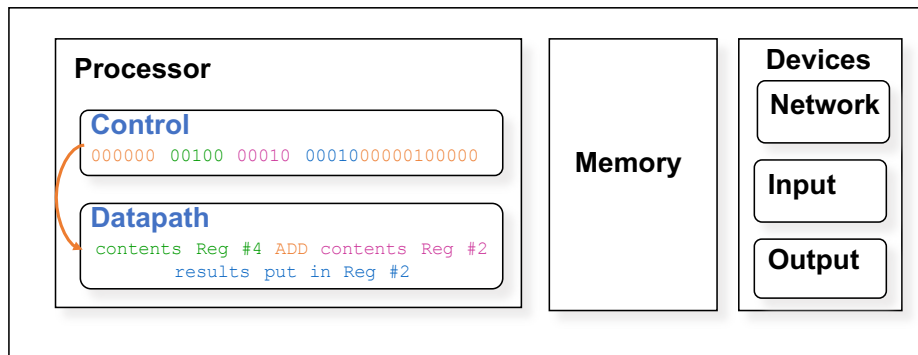 Processor
Control
000000 00100 00010 0001000000100000
Datapath
contents Reg #4 ADD contents Reg #2
results put in Reg #2
Memory
Devices
Network
Input
Output